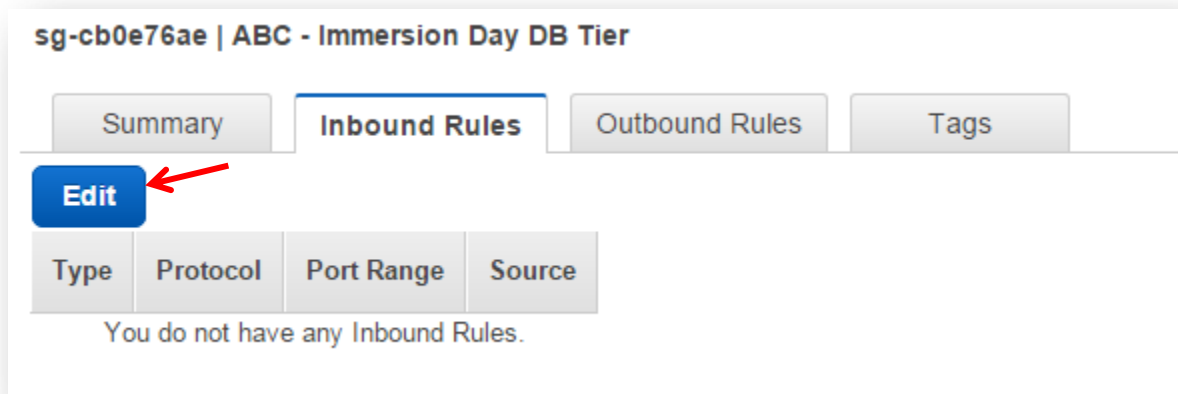 sg-cb0e76ae | ABC - Immersion Day DB Tier
Summary Inbound Rules Outbound Rules Tags
Edit
Type Protocol Port Range Source
You do not have any Inbound Rules.